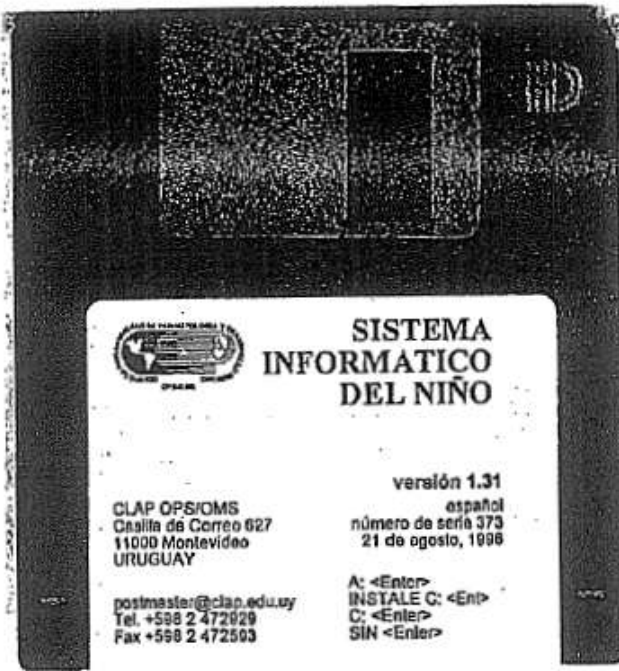 SISTEMA
INFORMATICO
DEL NIÑO
versión 1.31
español
número de serie 373
21 de agosto, 1996
CLAP OPS/OMS
Casilla de Correo 627
11000 Montevideo
URUGUAY
postmaster@clap.edu.uy
Tel. +598 2 472929
Fax +598 2 472593
A: <Enter>
INSTALE C: <Ent>
C: <Enter>
SIN <Enter>